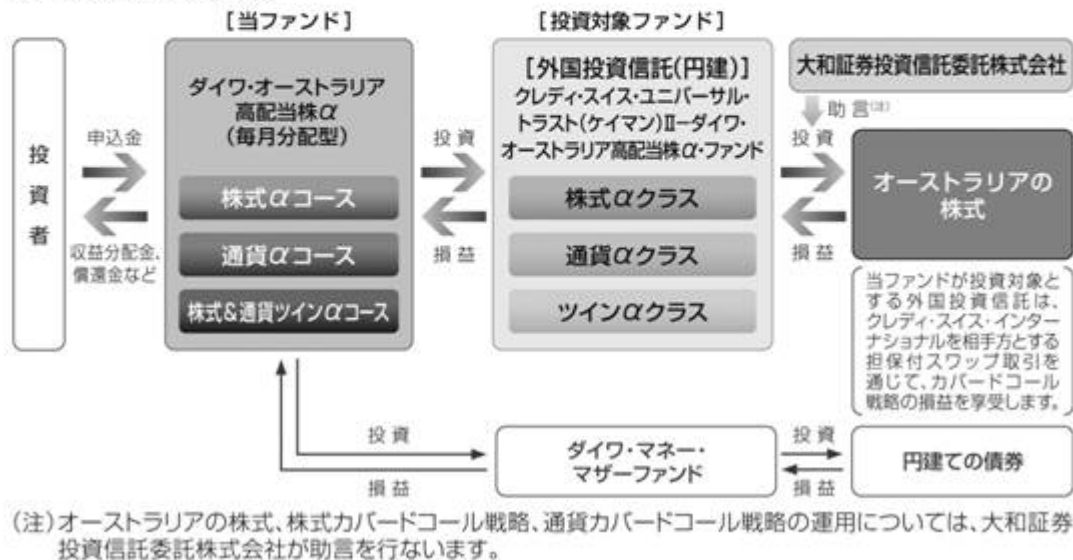 [当ファンド]
[投資対象ファンド]
投資者
申込金
収益分配金、
償還金など
ダイワ・オーストラリア
高配当株α
(毎月分配型)
株式αコース
通貨αコース
株式&通貨ツインαコース
投資
損益
[外国投資信託(円建)]
クレディ・スイス・ユニバーサル・
トラスト(ケイマン)Ⅱ-ダイワ・
オーストラリア高配当株α・ファンド
株式αクラス
通貨αクラス
ツインαクラス
大和証券投資信託委託株式会社
助言(注)
投資
損益
オーストラリアの
株式
当ファンドが投資対象と
する外国投資信託は、
クレディ・スイス・インター
ナショナルを相手方とする
担保付スワップ取引を
通じて、カバードコール
戦略の損益を享受します。
投資
損益
ダイワ・マネー・
マザーファンド
投資
損益
円建ての債券
(注)オーストラリアの株式、株式カバードコール戦略、通貨カバードコール戦略の運用については、大和証券
投資信託委託株式会社が助言を行ないます。